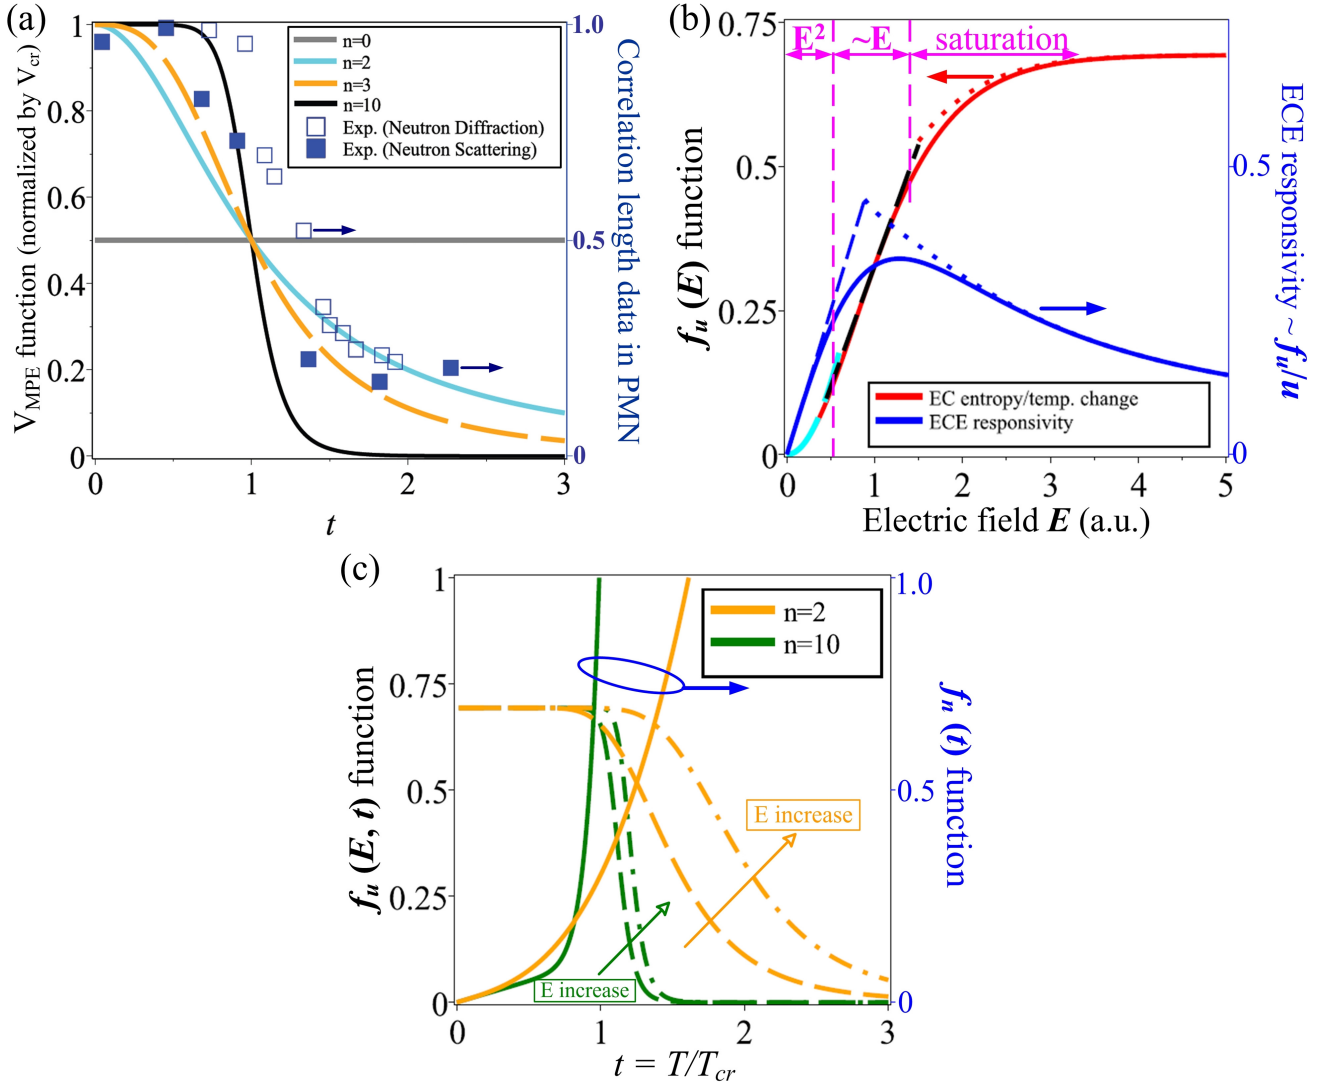 (a)
V_MPE function (normalized by V_cr)
1
0.8
0.6
0.4
0.2
0
0
1
2
3
t
n=0
n=2
n=3
n=10
Exp. (Neutron Diffraction)
Exp. (Neutron Scattering)
1.0
0.5
0
Correlation length data in PMN
(b)
f_u (E) function
0.75
0.5
0.25
0
E² ~E saturation
EC entropy/temp. change
ECE responsivity
0
1
2
3
4
5
Electric field E (a.u.)
0.5
0
ECE responsivity ~ f_u/u
(c)
f_u (E, t) function
1
0.75
0.5
0.25
0
n=2
n=10
E increase
E increase
0
1
2
3
t = T/T_cr
1.0
0.5
0
f_n (t) function